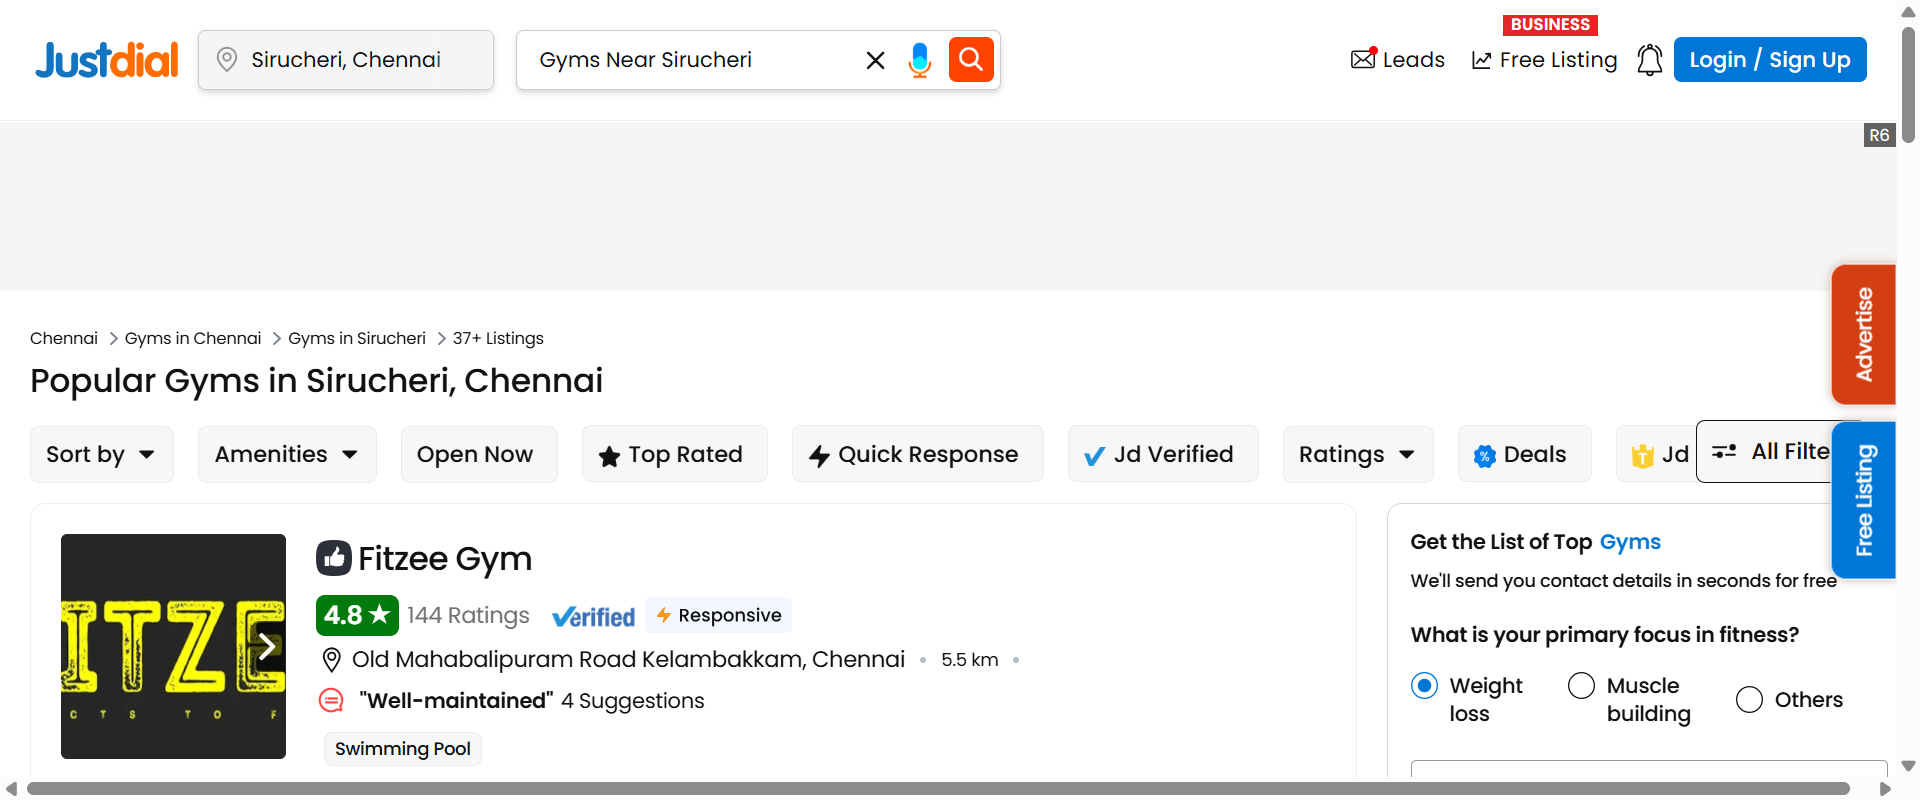 Justdial
Sirucheri, Chennai
Gyms Near Sirucheri
Leads
BUSINESS
Free Listing
Login / Sign Up
R6
Advertise
Free Listing
Chennai > Gyms in Chennai > Gyms in Sirucheri > 37+ Listings
Popular Gyms in Sirucheri, Chennai
Sort by
Amenities
Open Now
Top Rated
Quick Response
Jd Verified
Ratings
Deals
Jd
All Filte
ITZE
CTS TO F
Fitzee Gym
4.8 ★ 144 Ratings Verified Responsive
Old Mahabalipuram Road Kelambakkam, Chennai • 5.5 km •
"Well-maintained" 4 Suggestions
Swimming Pool
Get the List of Top Gyms
We'll send you contact details in seconds for free
What is your primary focus in fitness?
Weight
loss
Muscle
building
Others